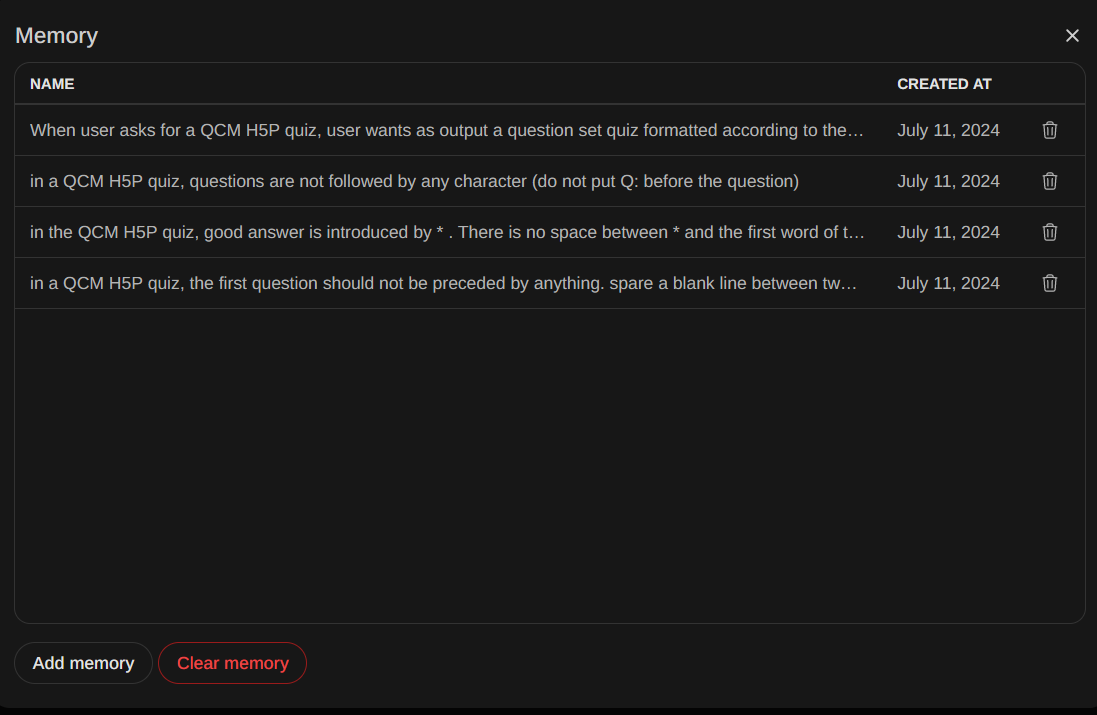 Memory
NAME CREATED AT
When user asks for a QCM H5P quiz, user wants as output a question set quiz formatted according to the… July 11, 2024
in a QCM H5P quiz, questions are not followed by any character (do not put Q: before the question) July 11, 2024
in the QCM H5P quiz, good answer is introduced by * . There is no space between * and the first word of t… July 11, 2024
in a QCM H5P quiz, the first question should not be preceded by anything. spare a blank line between tw… July 11, 2024
Add memory Clear memory